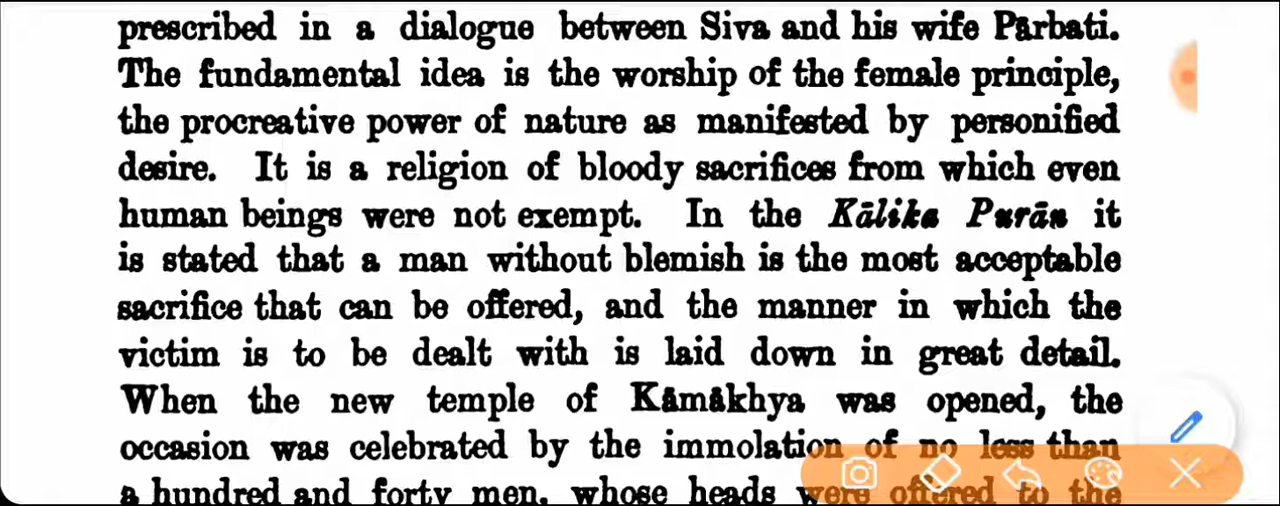 prescribed in a dialogue between Siva and his wife Pārbati.
The fundamental idea is the worship of the female principle,
the procreative power of nature as manifested by personified
desire. It is a religion of bloody sacrifices from which even
human beings were not exempt. In the Kālika Purān it
is stated that a man without blemish is the most acceptable
sacrifice that can be offered, and the manner in which the
victim is to be dealt with is laid down in great detail.
When the new temple of Kāmākhya was opened, the
occasion was celebrated by the immolation of no less than
a hundred and forty men, whose heads were offered to the